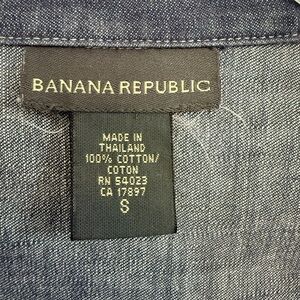 BANANA REPUBLIC
MADE IN
THAILAND
100% COTTON/
COTON
RN 54023
CA 17897
S